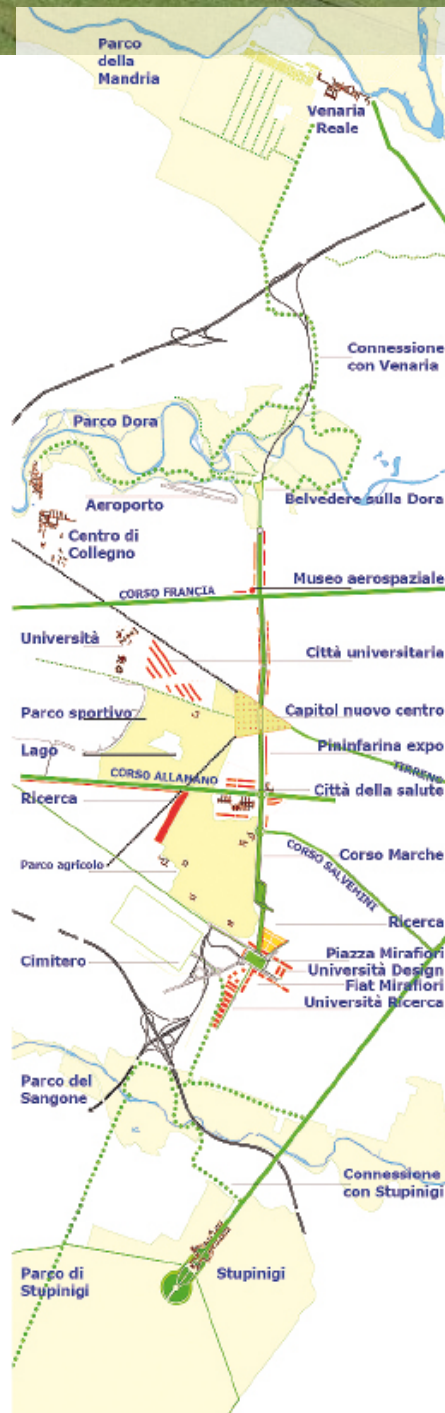 Parco
della
Mandria
Venaria
Reale
Connessione
con Venaria
Parco Dora
Aeroporto
Belvedere sulla Dora
Centro di
Collegno
Museo aerospaziale
CORSO FRANCIA
Università
Città universitaria
Parco sportivo
Capitol nuovo centro
Lago
Pininfarina expo
TIRRENO
CORSO ALLAMANO
Ricerca
Città della salute
Parco agricolo
Corso Marche
CORSO SALVEMINI
Ricerca
Cimitero
Piazza Mirafiori
Università Design
Fiat Mirafiori
Università Ricerca
Parco del
Sangone
Connessione
con Stupinigi
Parco di
Stupinigi
Stupinigi